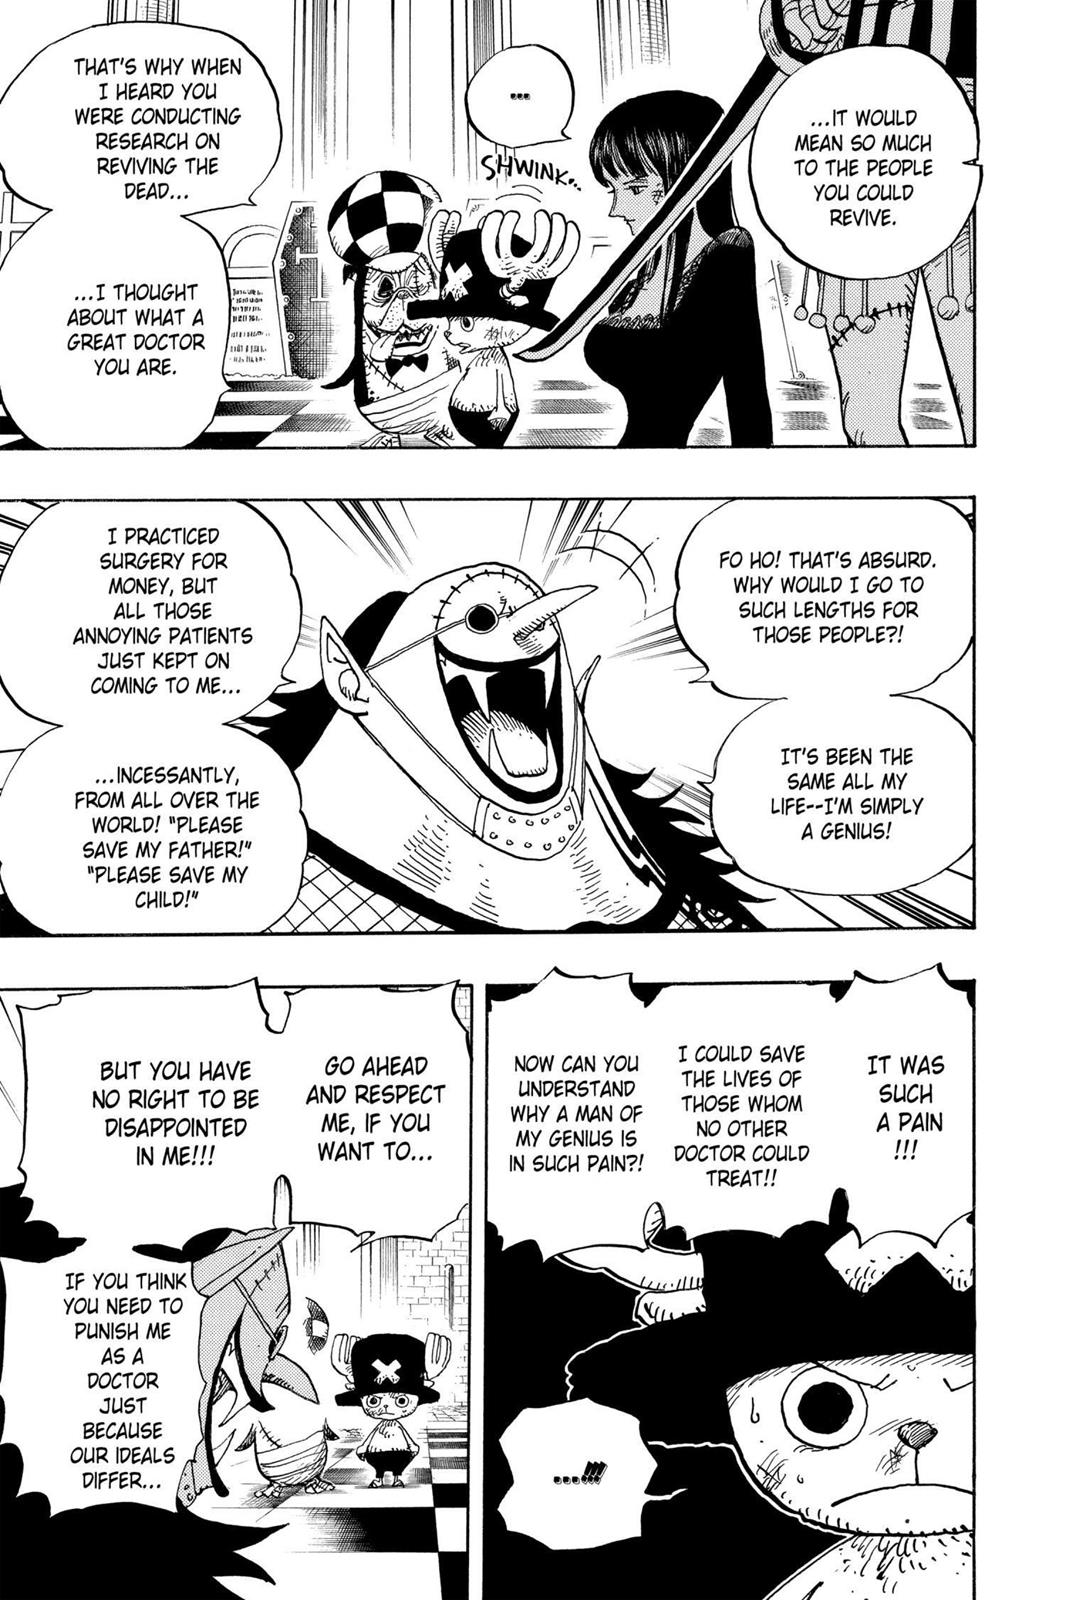 ...IT WOULD
MEAN SO MUCH
TO THE PEOPLE
YOU COULD
REVIVE.
...
SHWINK...
THAT'S WHY WHEN
I HEARD YOU
WERE CONDUCTING
RESEARCH ON
REVIVING THE
DEAD...
...I THOUGHT
ABOUT WHAT A
GREAT DOCTOR
YOU ARE.
FO HO! THAT'S ABSURD.
WHY WOULD I GO TO
SUCH LENGTHS FOR
THOSE PEOPLE?!
IT'S BEEN THE
SAME ALL MY
LIFE--I'M SIMPLY
A GENIUS!
I PRACTICED
SURGERY FOR
MONEY, BUT
ALL THOSE
ANNOYING PATIENTS
JUST KEPT ON
COMING TO ME...
...INCESSANTLY,
FROM ALL OVER THE
WORLD! "PLEASE
SAVE MY FATHER!"
"PLEASE SAVE MY
CHILD!"
IT WAS
SUCH
A PAIN
!!!
I COULD SAVE
THE LIVES OF
THOSE WHOM
NO OTHER
DOCTOR COULD
TREAT!!
NOW CAN YOU
UNDERSTAND
WHY A MAN OF
MY GENIUS IS
IN SUCH PAIN?!
...!!!
GO AHEAD
AND RESPECT
ME, IF YOU
WANT TO...
BUT YOU HAVE
NO RIGHT TO BE
DISAPPOINTED
IN ME!!!
IF YOU THINK
YOU NEED TO
PUNISH ME
AS A
DOCTOR
JUST
BECAUSE
OUR IDEALS
DIFFER...